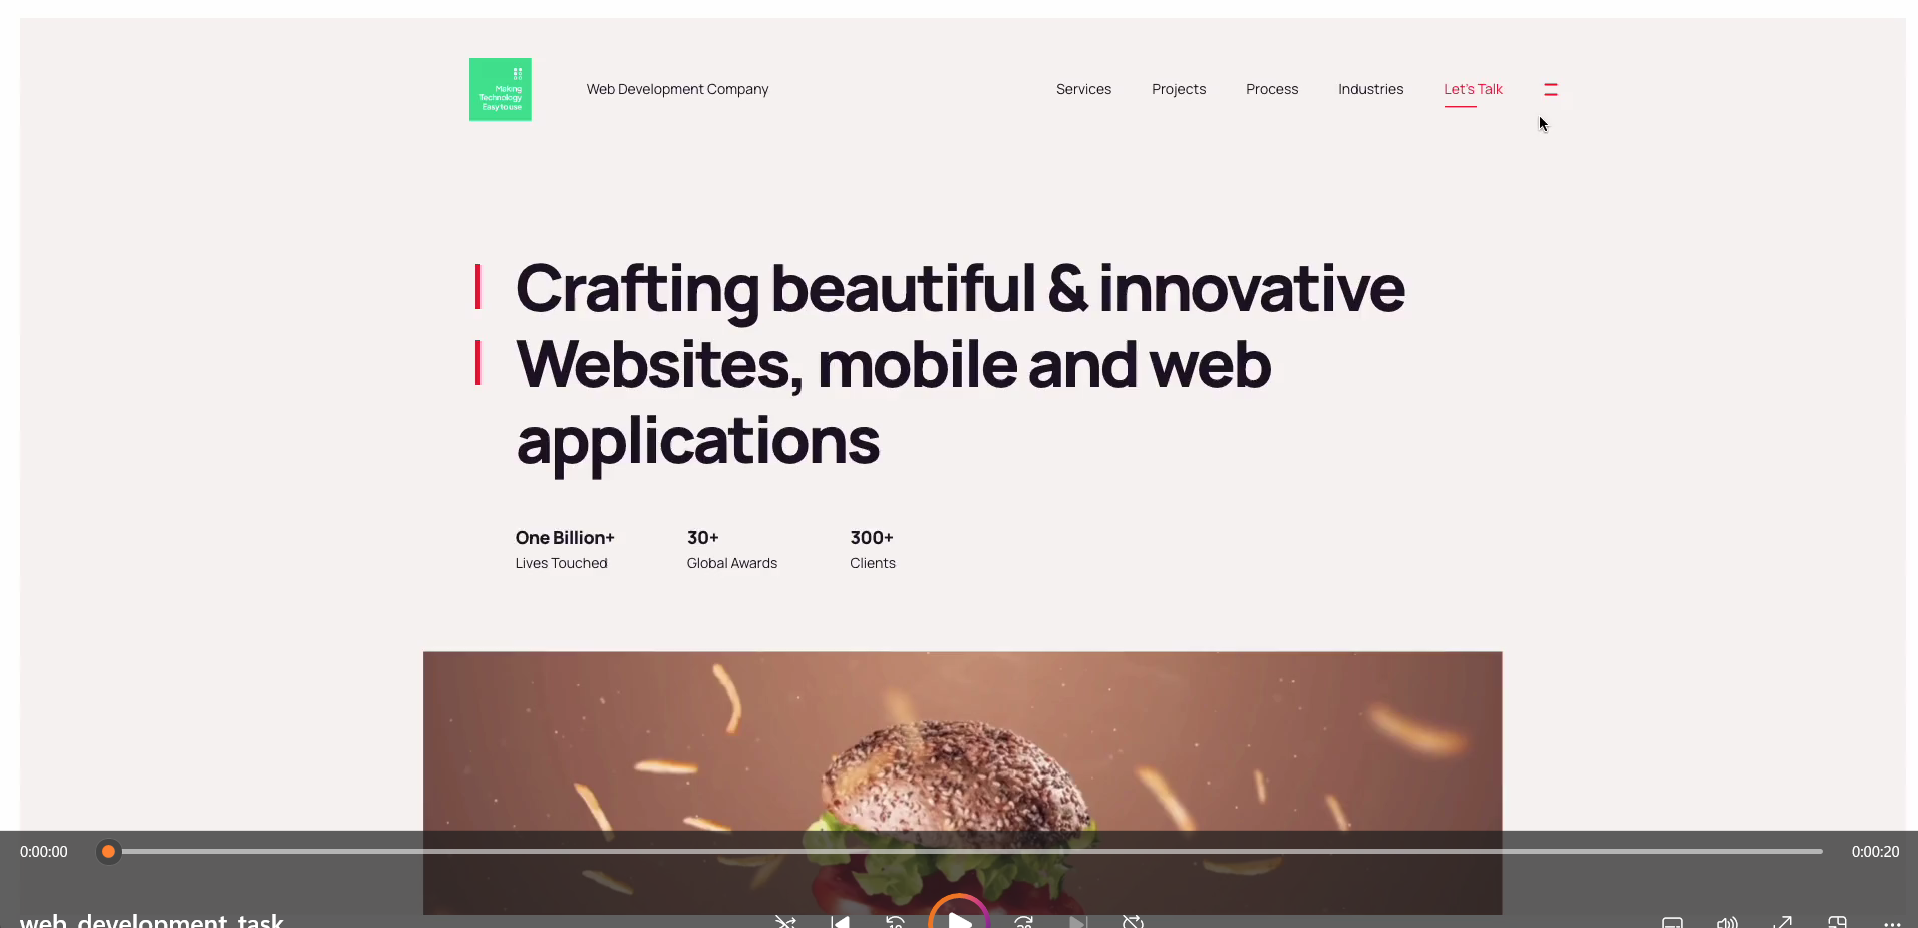 Making
Technology
Easy to use
Web Development Company
Services
Projects
Process
Industries
Let's Talk
Crafting beautiful & innovative
Websites, mobile and web
applications
One Billion+
30+
300+
Lives Touched
Global Awards
Clients
0:00:00
0:00:20
web_development_task